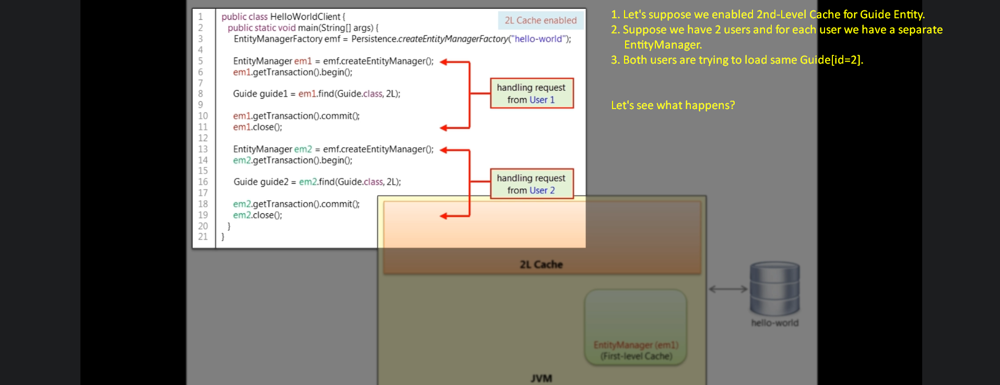 1 public class HelloWorldClient {
2L Cache enabled
2 public static void main(String[] args) {
3 EntityManagerFactory emf = Persistence.createEntityManagerFactory("hello-world");
4
5 EntityManager em1 = emf.createEntityManager();
6 em1.getTransaction().begin();
7
8 Guide guide1 = em1.find(Guide.class, 2L);
9
10 em1.getTransaction().commit();
11 em1.close();
12
13 EntityManager em2 = emf.createEntityManager();
14 em2.getTransaction().begin();
15
16 Guide guide2 = em2.find(Guide.class, 2L);
17
18 em2.getTransaction().commit();
19 em2.close();
20 }
21 }
handling request
from User 1
handling request
from User 2
1. Let's suppose we enabled 2nd-Level Cache for Guide Entity.
2. Suppose we have 2 users and for each user we have a separate
EntityManager.
3. Both users are trying to load same Guide[id=2].
Let's see what happens?
2L Cache
EntityManager (em1)
(First-level Cache)
JVM
hello-world